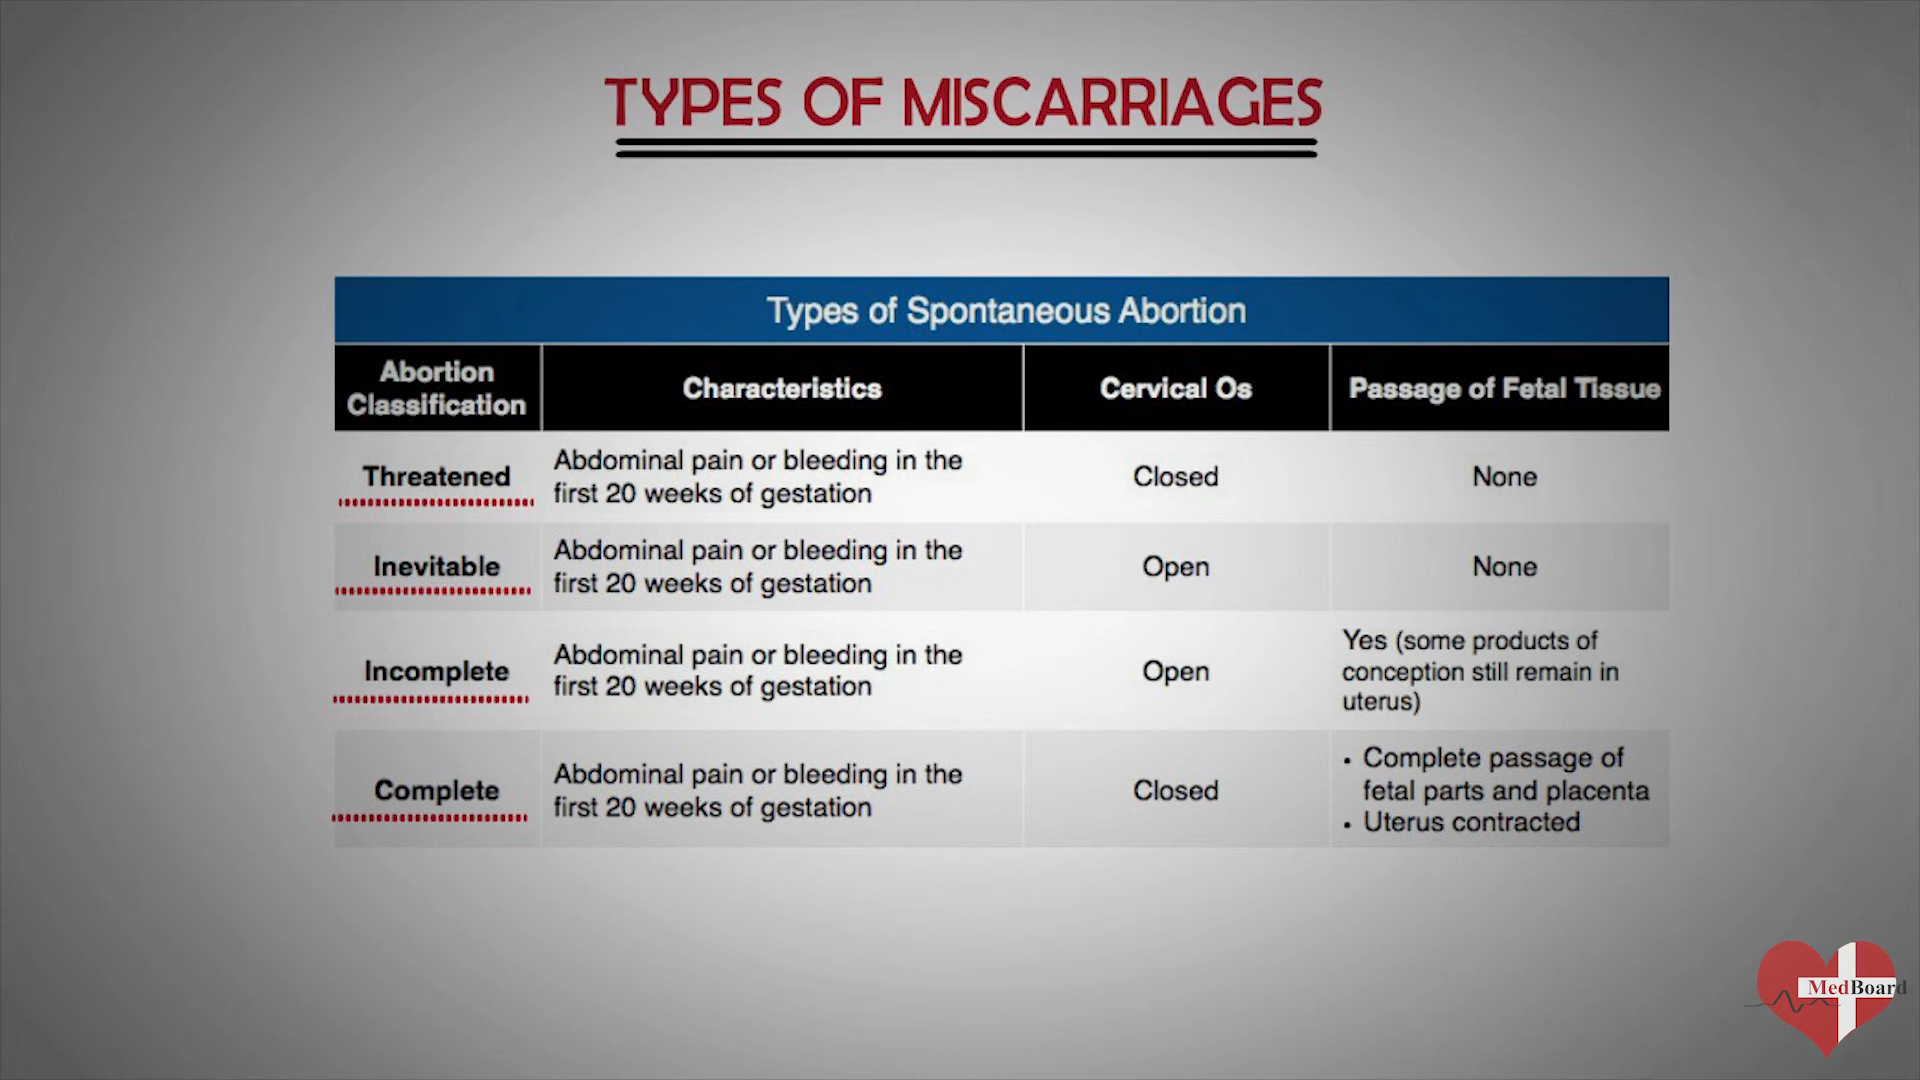 TYPES OF MISCARRIAGES
Types of Spontaneous Abortion
Abortion
Classification
Characteristics
Cervical Os
Passage of Fetal Tissue
Threatened
Abdominal pain or bleeding in the
first 20 weeks of gestation
Closed
None
Inevitable
Abdominal pain or bleeding in the
first 20 weeks of gestation
Open
None
Incomplete
Abdominal pain or bleeding in the
first 20 weeks of gestation
Open
Yes (some products of
conception still remain in
uterus)
Complete
Abdominal pain or bleeding in the
first 20 weeks of gestation
Closed
• Complete passage of
fetal parts and placenta
• Uterus contracted
MedBoard